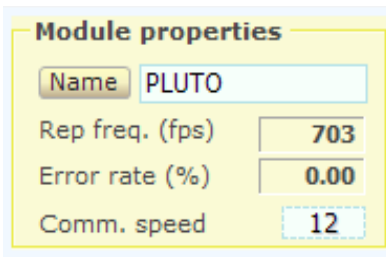 Module properties
Name PLUTO
Rep freq. (fps) 703
Error rate (%) 0.00
Comm. speed 12